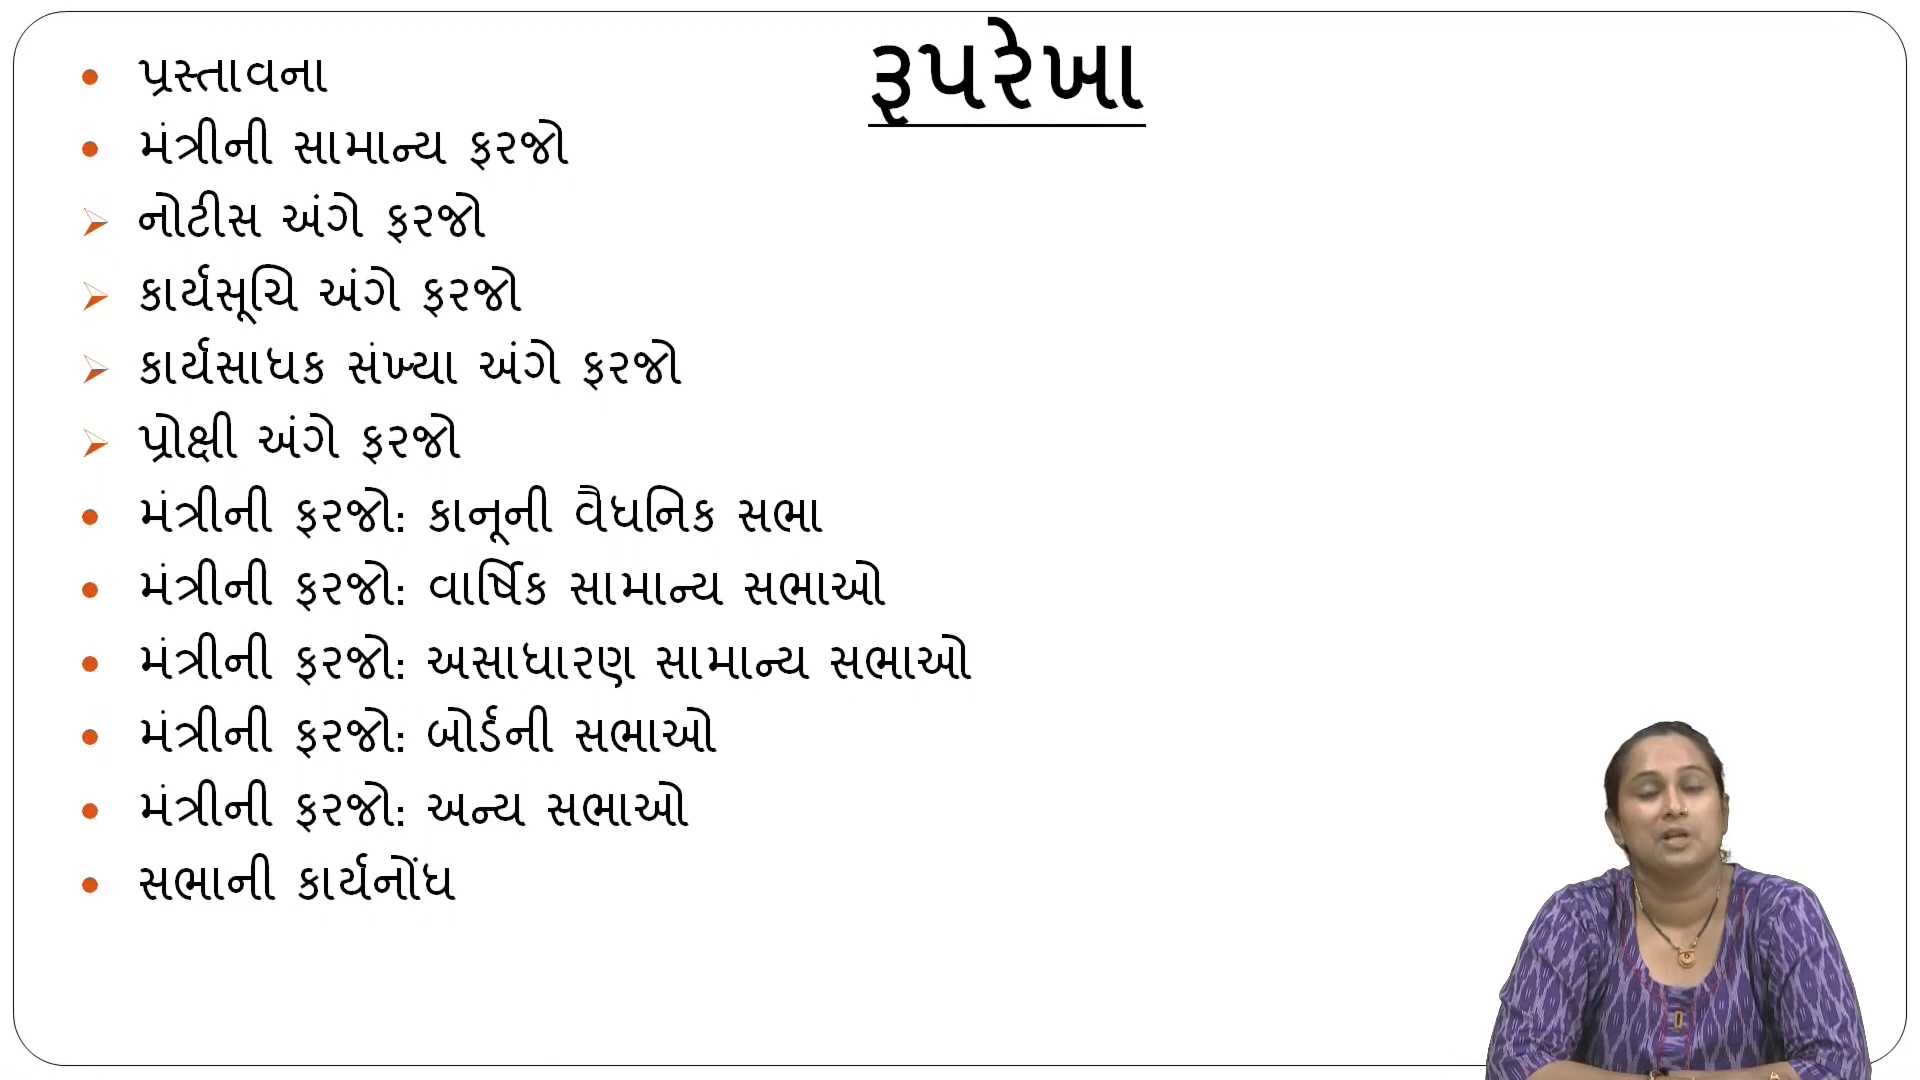 રૂપરેખા
પ્રસ્તાવના
મંત્રીની સામાન્ય ફરજો
નોટીસ અંગે ફરજો
કાર્યસૂચિ અંગે ફરજો
કાર્યસાધક સંખ્યા અંગે ફરજો
પ્રોક્ષી અંગે ફરજો
મંત્રીની ફરજો: કાનૂની વૈધનિક સભા
મંત્રીની ફરજો: વાર્ષિક સામાન્ય સભાઓ
મંત્રીની ફરજો: અસાધારણ સામાન્ય સભાઓ
મંત્રીની ફરજો: બોર્ડની સભાઓ
મંત્રીની ફરજો: અન્ય સભાઓ
સભાની કાર્યનોંધ